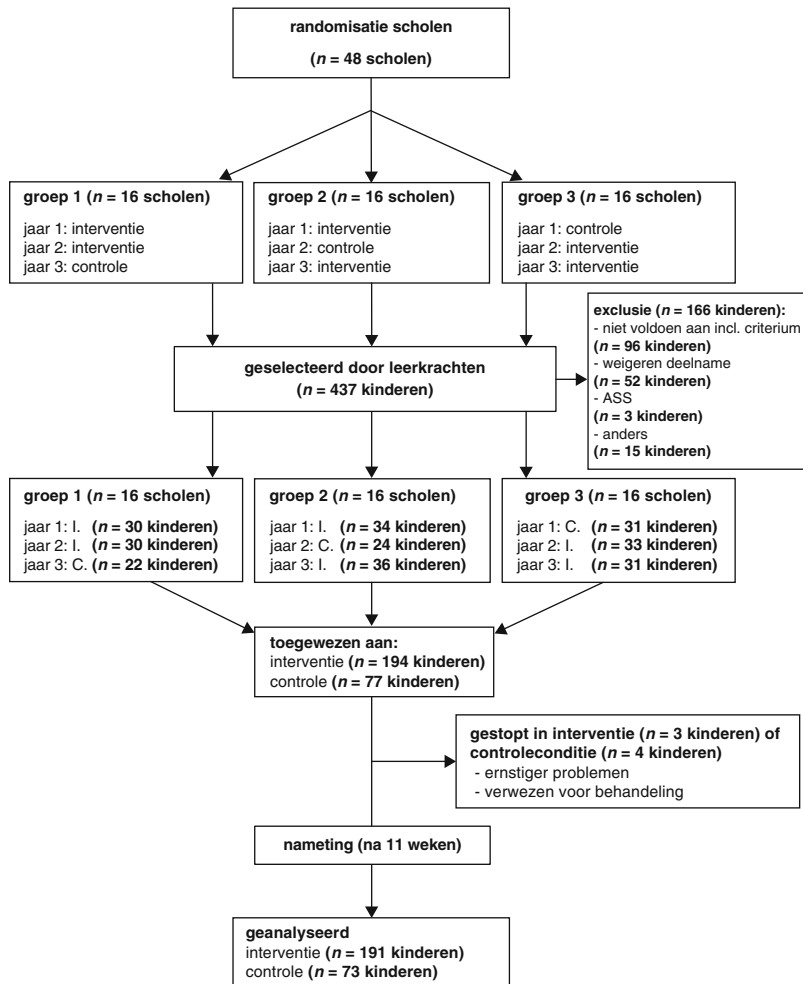 randomisatie scholen
(n = 48 scholen)
groep 1 (n = 16 scholen)
jaar 1: interventie
jaar 2: interventie
jaar 3: controle
groep 2 (n = 16 scholen)
jaar 1: interventie
jaar 2: controle
jaar 3: interventie
groep 3 (n = 16 scholen)
jaar 1: controle
jaar 2: interventie
jaar 3: interventie
exclusie (n = 166 kinderen):
- niet voldoen aan incl. criterium
(n = 96 kinderen)
- weigeren deelname
(n = 52 kinderen)
- ASS
(n = 3 kinderen)
- anders
(n = 15 kinderen)
geselecteerd door leerkrachten
(n = 437 kinderen)
groep 1 (n = 16 scholen)
jaar 1: I. (n = 30 kinderen)
jaar 2: I. (n = 30 kinderen)
jaar 3: C. (n = 22 kinderen)
groep 2 (n = 16 scholen)
jaar 1: I. (n = 34 kinderen)
jaar 2: C. (n = 24 kinderen)
jaar 3: I. (n = 36 kinderen)
groep 3 (n = 16 scholen)
jaar 1: C. (n = 31 kinderen)
jaar 2: I. (n = 33 kinderen)
jaar 3: I. (n = 31 kinderen)
toegewezen aan:
interventie (n = 194 kinderen)
controle (n = 77 kinderen)
gestopt in interventie (n = 3 kinderen) of
controleconditie (n = 4 kinderen)
- ernstiger problemen
- verwezen voor behandeling
nameting (na 11 weken)
geanalyseerd
interventie (n = 191 kinderen)
controle (n = 73 kinderen)